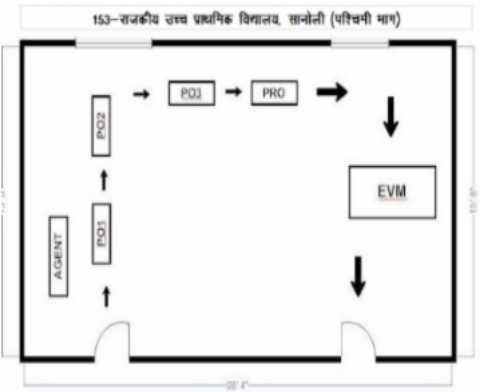 153-राजकीय उच्च प्राथमिक विद्यालय, सानोली (पश्चिमी भाग)
PO3
PRO
PO2
EVM
PO1
AGENT